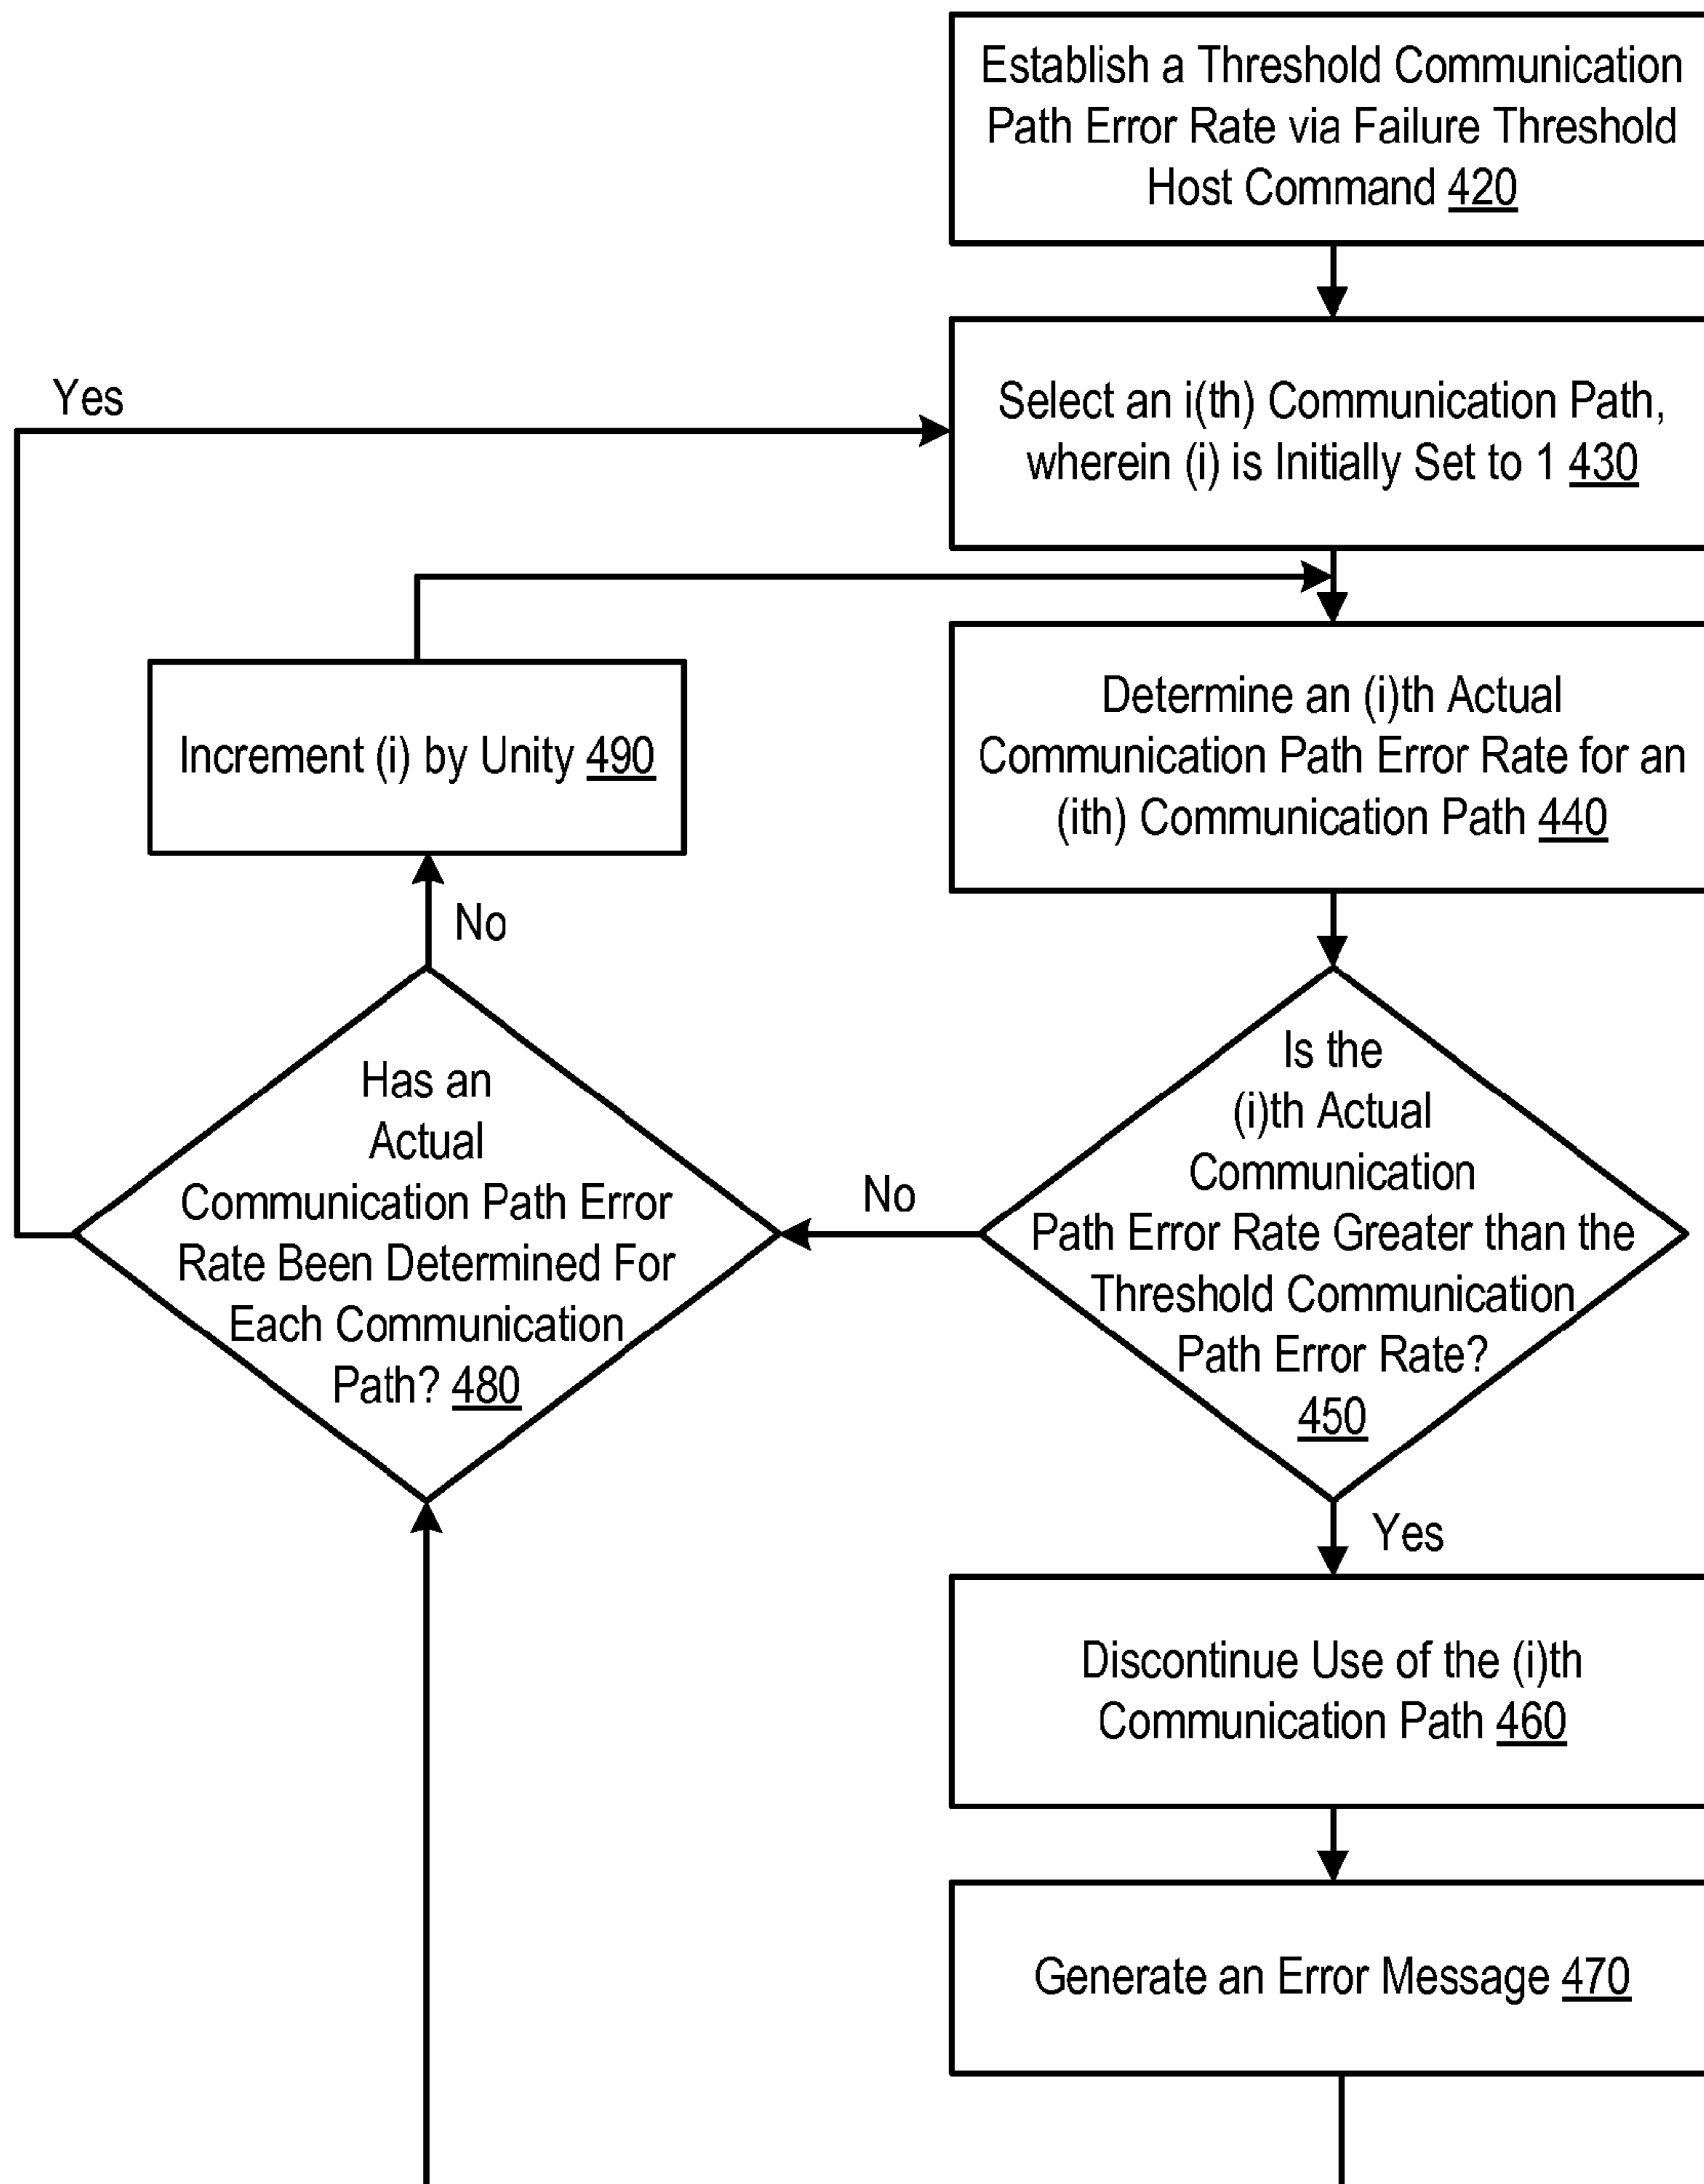 Establish a Threshold Communication
Path Error Rate via Failure Threshold
Host Command 420
Yes
Select an i(th) Communication Path,
wherein (i) is Initially Set to 1 430
Increment (i) by Unity 490
Determine an (i)th Actual
Communication Path Error Rate for an
(ith) Communication Path 440
No
Has an
Actual
Communication Path Error
Rate Been Determined For
Each Communication
Path? 480
No
Is the
(i)th Actual
Communication
Path Error Rate Greater than the
Threshold Communication
Path Error Rate?
450
Yes
Discontinue Use of the (i)th
Communication Path 460
Generate an Error Message 470